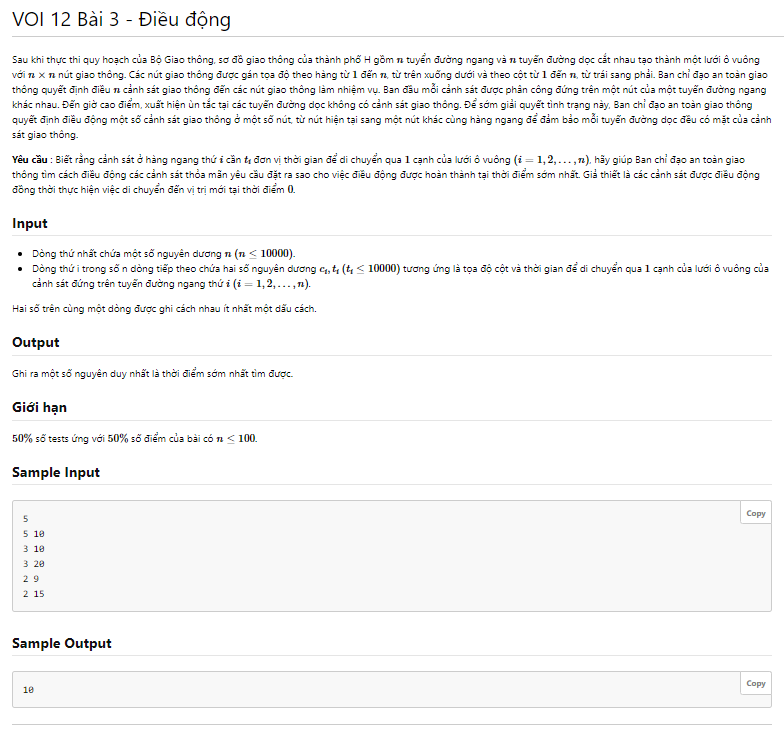 VOI 12 Bài 3 - Điều động
Sau khi thực thi quy hoạch của Bộ Giao thông, sơ đồ giao thông của thành phố H gồm n tuyến đường ngang và n tuyến đường dọc cắt nhau tạo thành một lưới ô vuông
với n × n nút giao thông. Các nút giao thông được gán tọa độ theo hàng từ 1 đến n, từ trên xuống dưới và theo cột từ 1 đến n, từ trái sang phải. Ban chỉ đạo an toàn giao
thông quyết định điều n cảnh sát giao thông đến các nút giao thông làm nhiệm vụ. Ban đầu mỗi cảnh sát được phân công đứng trên một nút của một tuyến đường ngang
khác nhau. Đến giờ cao điểm, xuất hiện ùn tắc tại các tuyến đường dọc không có cảnh sát giao thông. Để sớm giải quyết tình trạng này, Ban chỉ đạo an toàn giao thông
quyết định điều động một số cảnh sát giao thông ở một số nút, từ nút hiện tại sang một nút khác cùng hàng ngang để đảm bảo mỗi tuyến đường dọc đều có mặt của cảnh
sát giao thông.
Yêu cầu : Biết rằng cảnh sát ở hàng ngang thứ i cần t_i đơn vị thời gian để di chuyển qua 1 cạnh của lưới ô vuông (i = 1, 2, . . . , n), hãy giúp Ban chỉ đạo an toàn giao
thông tìm cách điều động các cảnh sát thỏa mãn yêu cầu đặt ra sao cho việc điều động được hoàn thành tại thời điểm sớm nhất. Giả thiết là các cảnh sát được điều động
đồng thời thực hiện việc di chuyển đến vị trí mới tại thời điểm 0.
Input
• Dòng thứ nhất chứa một số nguyên dương n (n ≤ 10000).
• Dòng thứ i trong số n dòng tiếp theo chứa hai số nguyên dương c_i, t_i (t_i ≤ 10000) tương ứng là tọa độ cột và thời gian để di chuyển qua 1 cạnh của lưới ô vuông của
cảnh sát đứng trên tuyến đường ngang thứ i (i = 1, 2, . . . , n).
Hai số trên cùng một dòng được ghi cách nhau ít nhất một dấu cách.
Output
Ghi ra một số nguyên duy nhất là thời điểm sớm nhất tìm được.
Giới hạn
50% số tests ứng với 50% số điểm của bài có n ≤ 100.
Sample Input
Copy
5
5 10
3 10
3 20
2 9
2 15
Sample Output
Copy
10